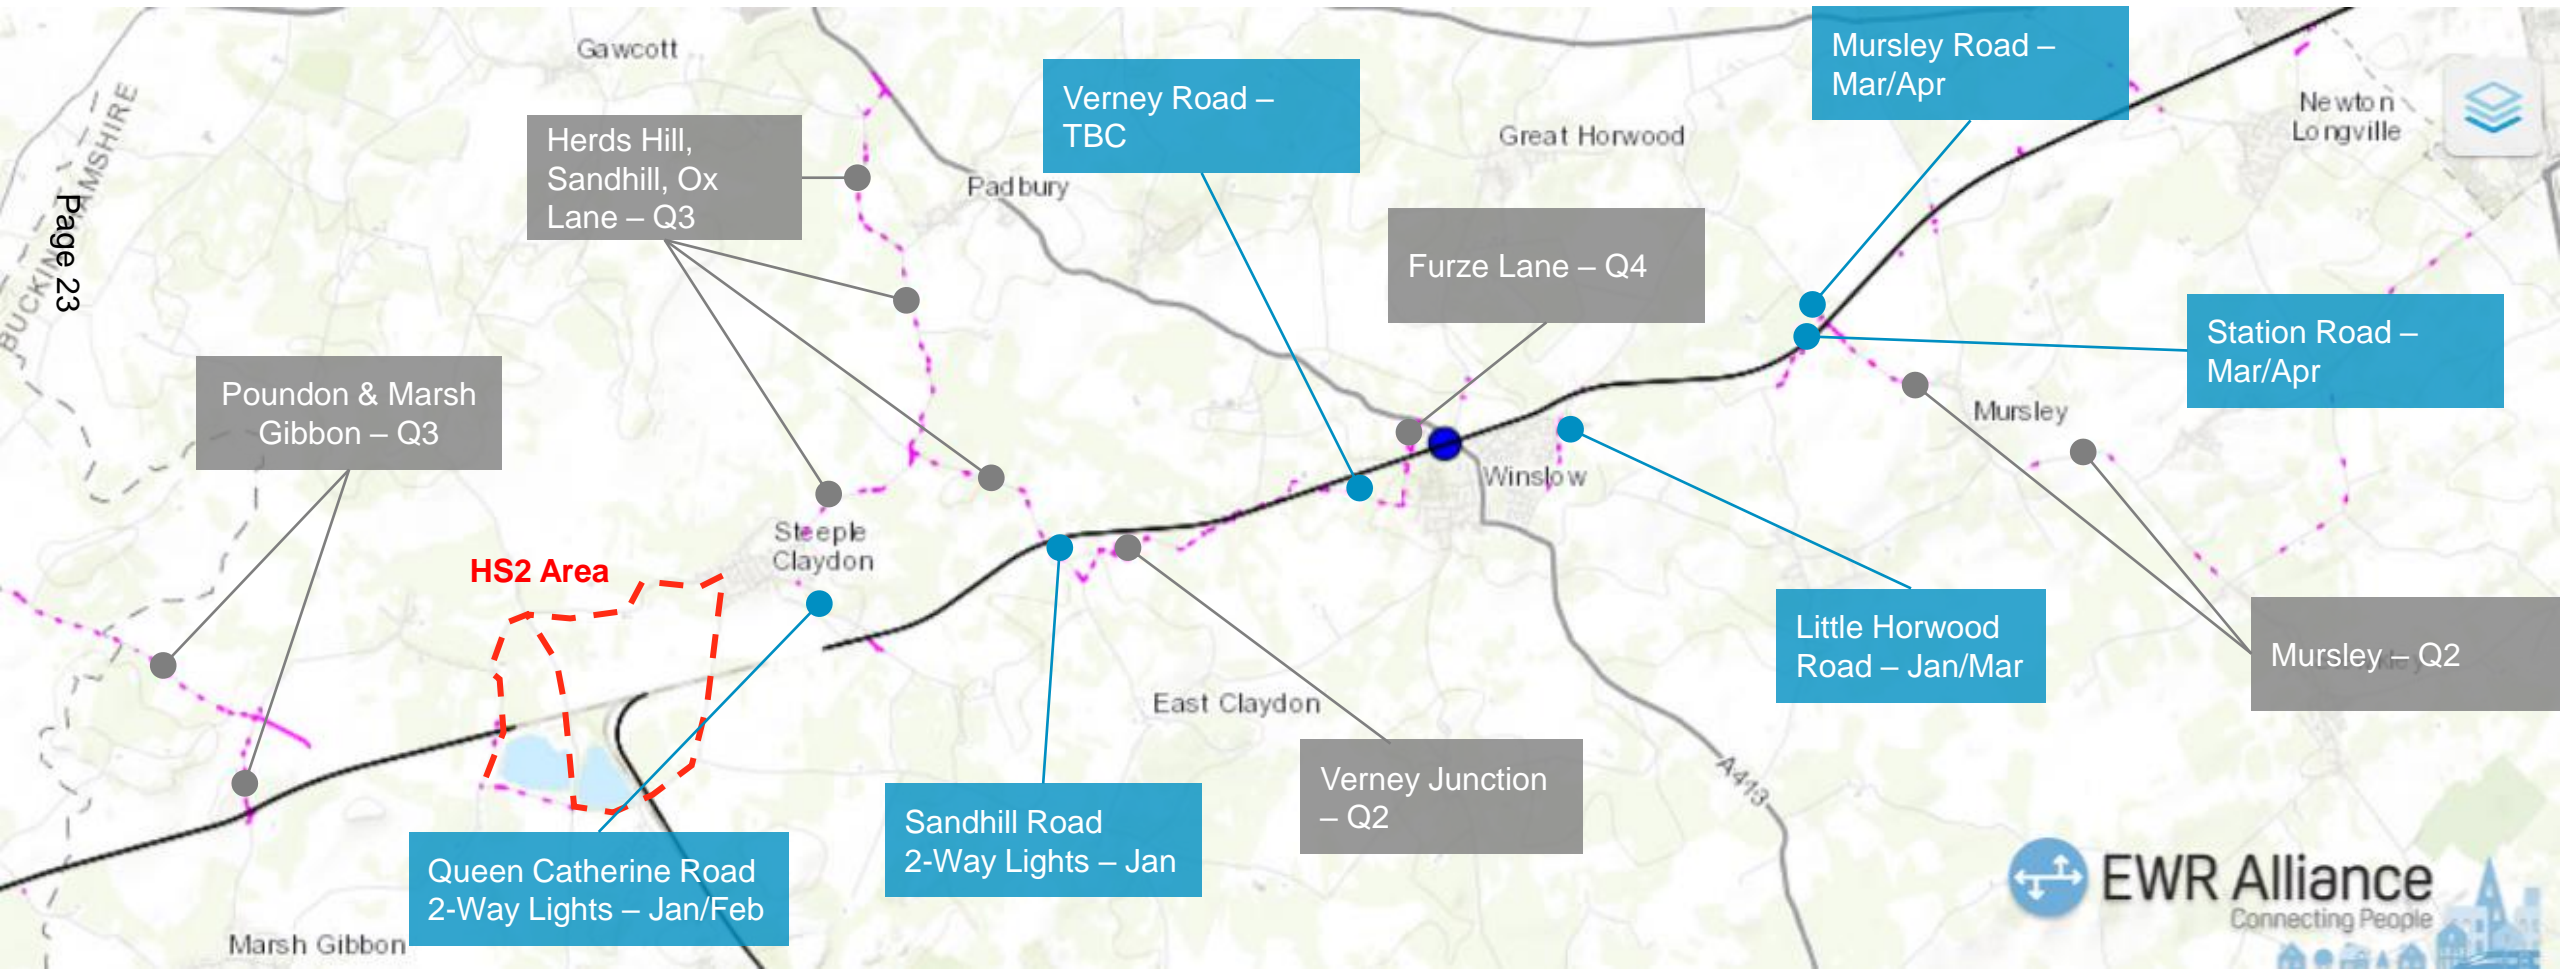 Gawcott
Mursley Road –
Mar/Apr
Verney Road –
TBC
Newton
Longville
Herds Hill,
Sandhill, Ox
Lane – Q3
Great Horwood
Padbury
BUCKINGHAMSHIRE
Page 23
Furze Lane – Q4
Station Road –
Mar/Apr
Poundon & Marsh
Gibbon – Q3
Mursley
Winslow
Steeple
Claydon
HS2 Area
Little Horwood
Road – Jan/Mar
Mursley – Q2
East Claydon
Verney Junction
– Q2
A413
Sandhill Road
2-Way Lights – Jan
Queen Catherine Road
2-Way Lights – Jan/Feb
Marsh Gibbon
EWR Alliance
Connecting People